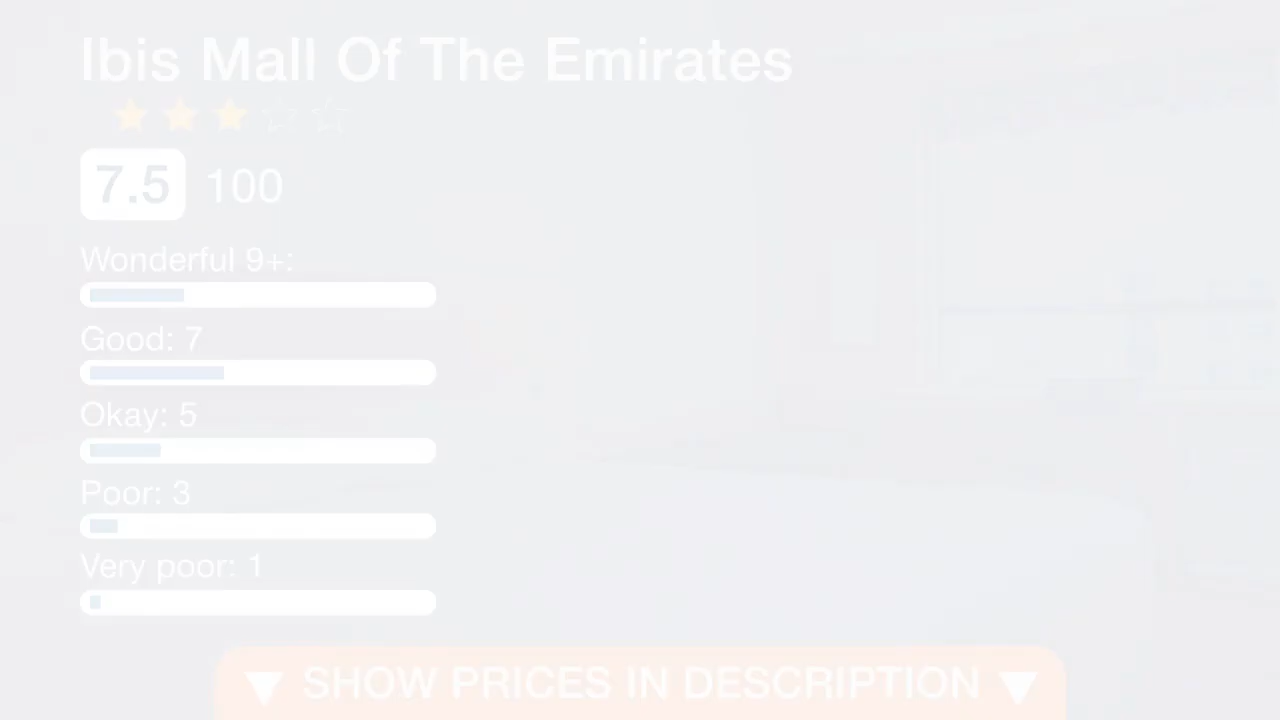 Ibis Mall Of The Emirates
7.5 100
Wonderful 9+:
Good: 7
Okay: 5
Poor: 3
Very poor: 1
▼ SHOW PRICES IN DESCRIPTION ▼